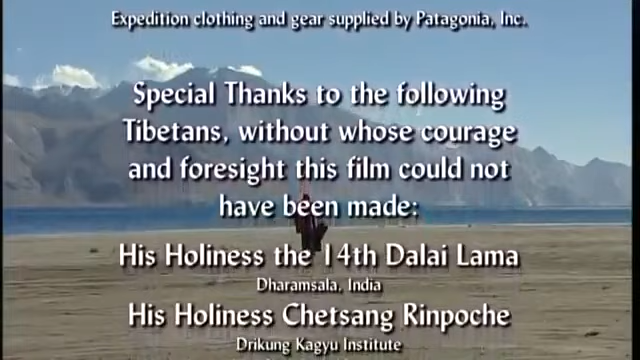 Expedition clothing and gear supplied by Patagonia, Inc.
Special Thanks to the following
Tibetans, without whose courage
and foresight this film could not
have been made:
His Holiness the 14th Dalai Lama
Dharamsala, India
His Holiness Chetsang Rinpoche
Drikung Kagyu Institute